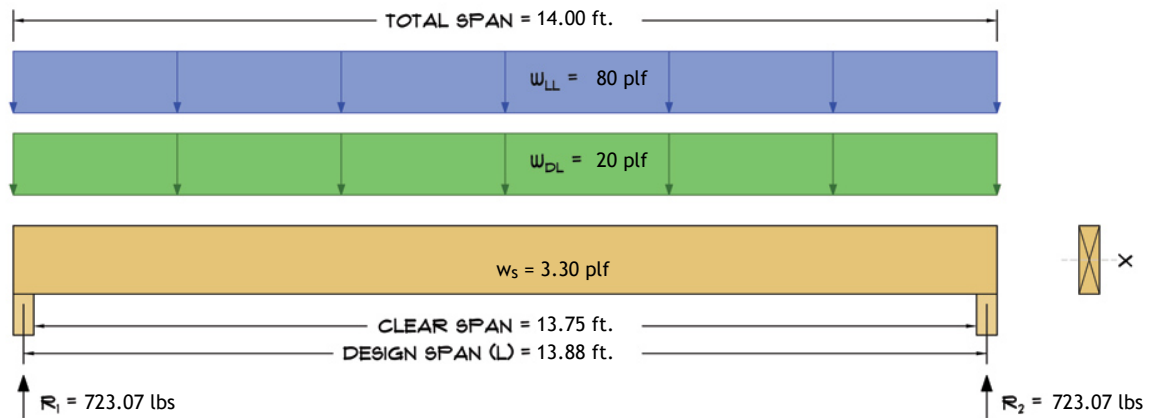 TOTAL SPAN = 14.00 ft.
WLL = 80 plf
WDL = 20 plf
ws = 3.30 plf
X
CLEAR SPAN = 13.75 ft.
DESIGN SPAN (L) = 13.88 ft.
R1 = 723.07 lbs
R2 = 723.07 lbs